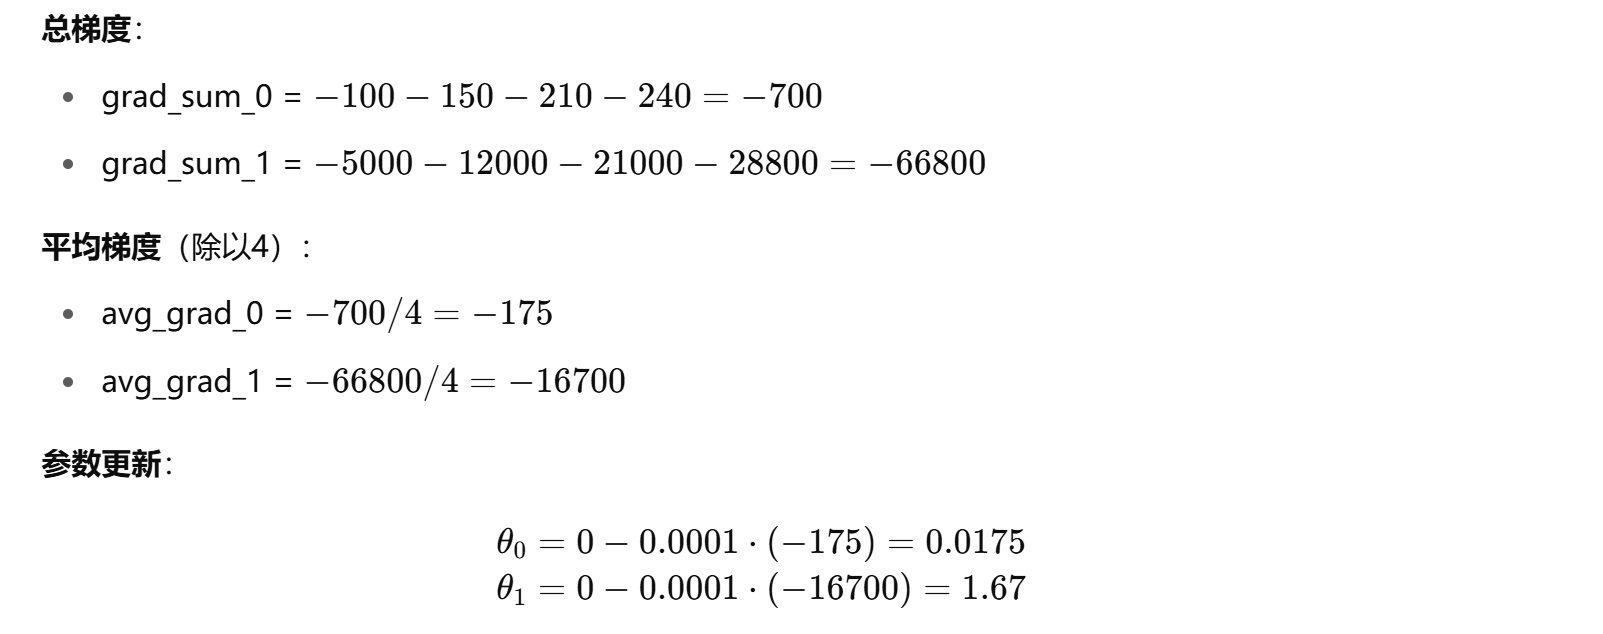 总梯度：
• grad_sum_0 = −100 − 150 − 210 − 240 = −700
• grad_sum_1 = −5000 − 12000 − 21000 − 28800 = −66800
平均梯度（除以4）：
• avg_grad_0 = −700/4 = −175
• avg_grad_1 = −66800/4 = −16700
参数更新：
θ₀ = 0 − 0.0001 · (−175) = 0.0175
θ₁ = 0 − 0.0001 · (−16700) = 1.67